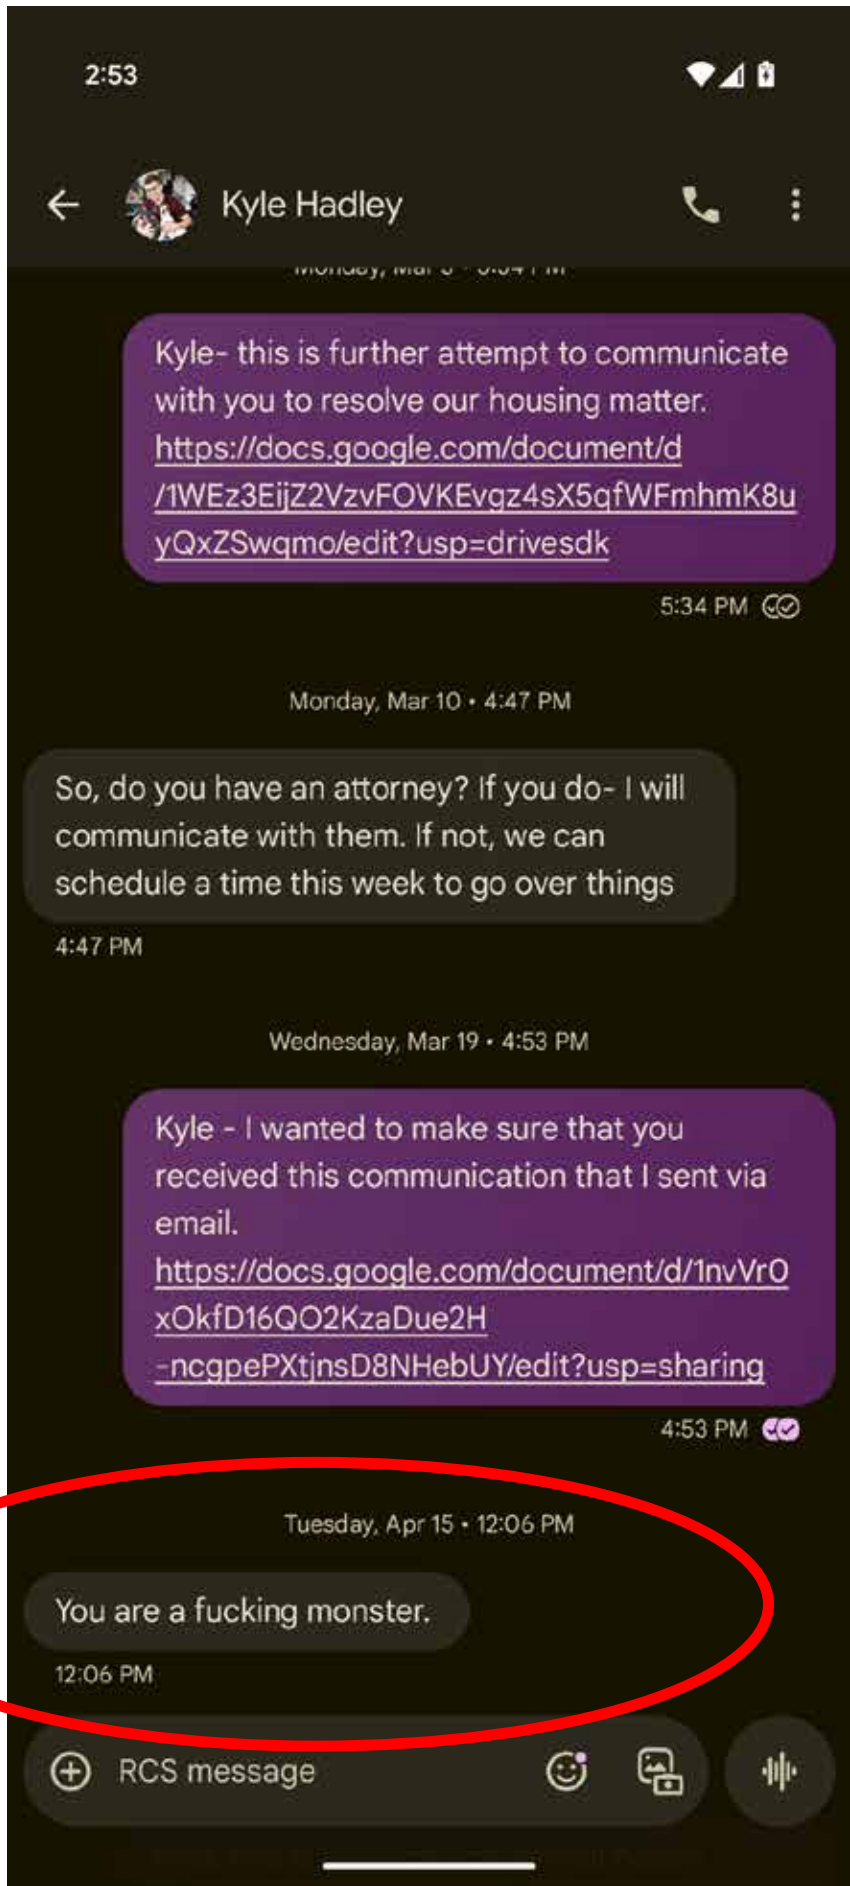 2:53
Kyle Hadley
Kyle- this is further attempt to communicate
with you to resolve our housing matter.
https://docs.google.com/document/d
/1WEz3EijZ2VzvFOVKEvgz4sX5qfWFmhmK8u
yQxZSwqmo/edit?usp=drivesdk
5:34 PM
Monday, Mar 10 • 4:47 PM
So, do you have an attorney? If you do- I will
communicate with them. If not, we can
schedule a time this week to go over things
4:47 PM
Wednesday, Mar 19 • 4:53 PM
Kyle - I wanted to make sure that you
received this communication that I sent via
email.
https://docs.google.com/document/d/1nvVr0
xOkfD16QO2KzaDue2H
-ncgpePXtjnsD8NHebUY/edit?usp=sharing
4:53 PM
Tuesday, Apr 15 • 12:06 PM
You are a fucking monster.
12:06 PM
RCS message